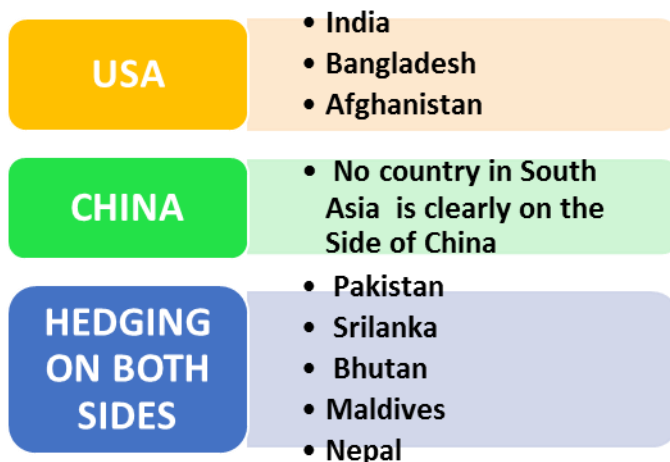 USA
• India
• Bangladesh
• Afghanistan
CHINA
• No country in South
Asia is clearly on the
Side of China
HEDGING
ON BOTH
SIDES
• Pakistan
• Srilanka
• Bhutan
• Maldives
• Nepal